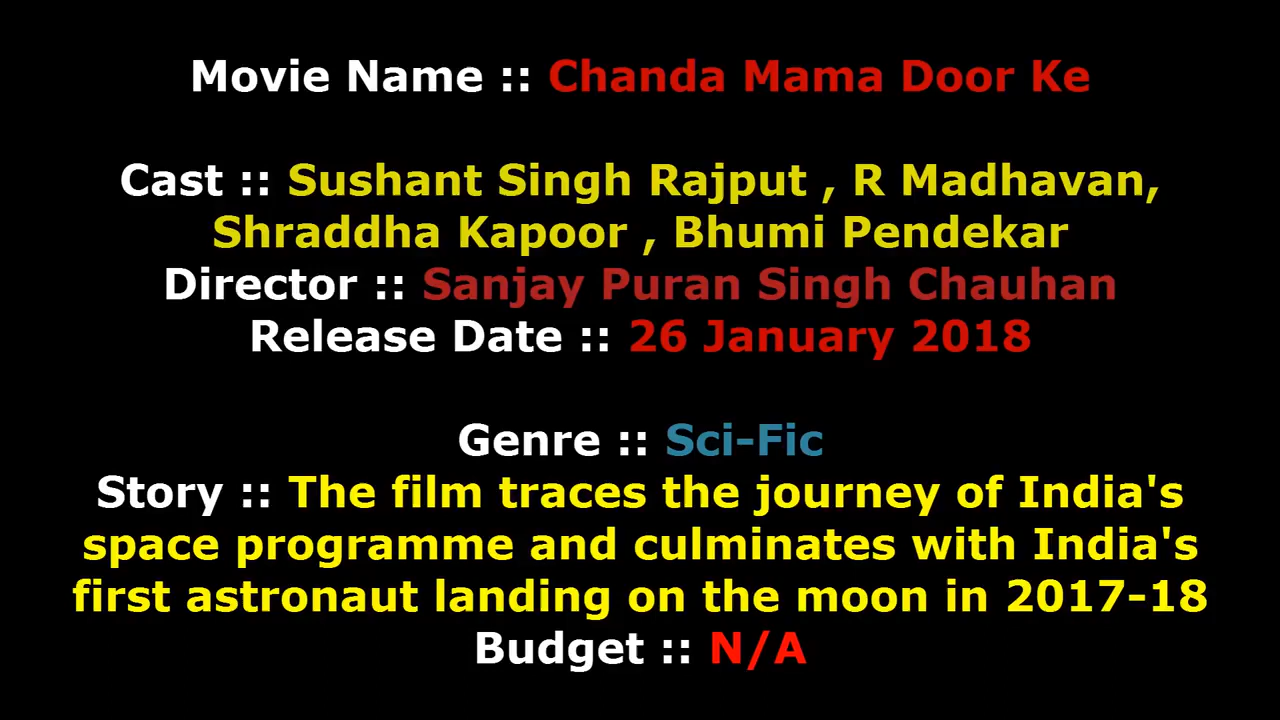 Movie Name :: Chanda Mama Door Ke
Cast :: Sushant Singh Rajput , R Madhavan,
Shraddha Kapoor , Bhumi Pendekar
Director :: Sanjay Puran Singh Chauhan
Release Date :: 26 January 2018
Genre :: Sci-Fic
Story :: The film traces the journey of India's
space programme and culminates with India's
first astronaut landing on the moon in 2017-18
Budget :: N/A